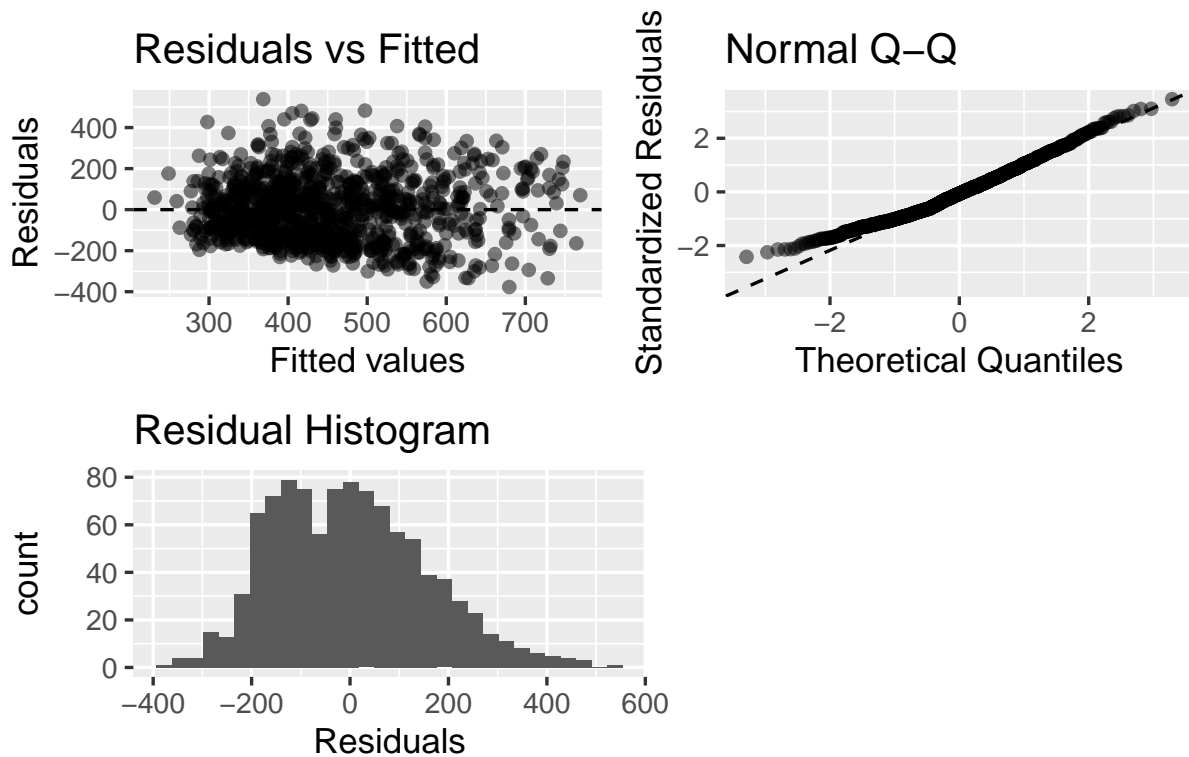 Residuals vs Fitted
Residuals
400
200
0
−200
−400
300 400 500 600 700
Fitted values
Normal Q−Q
Standardized Residuals
2
0
−2
−2 0 2
Theoretical Quantiles
Residual Histogram
count
80
60
40
20
0
−400 −200 0 200 400 600
Residuals